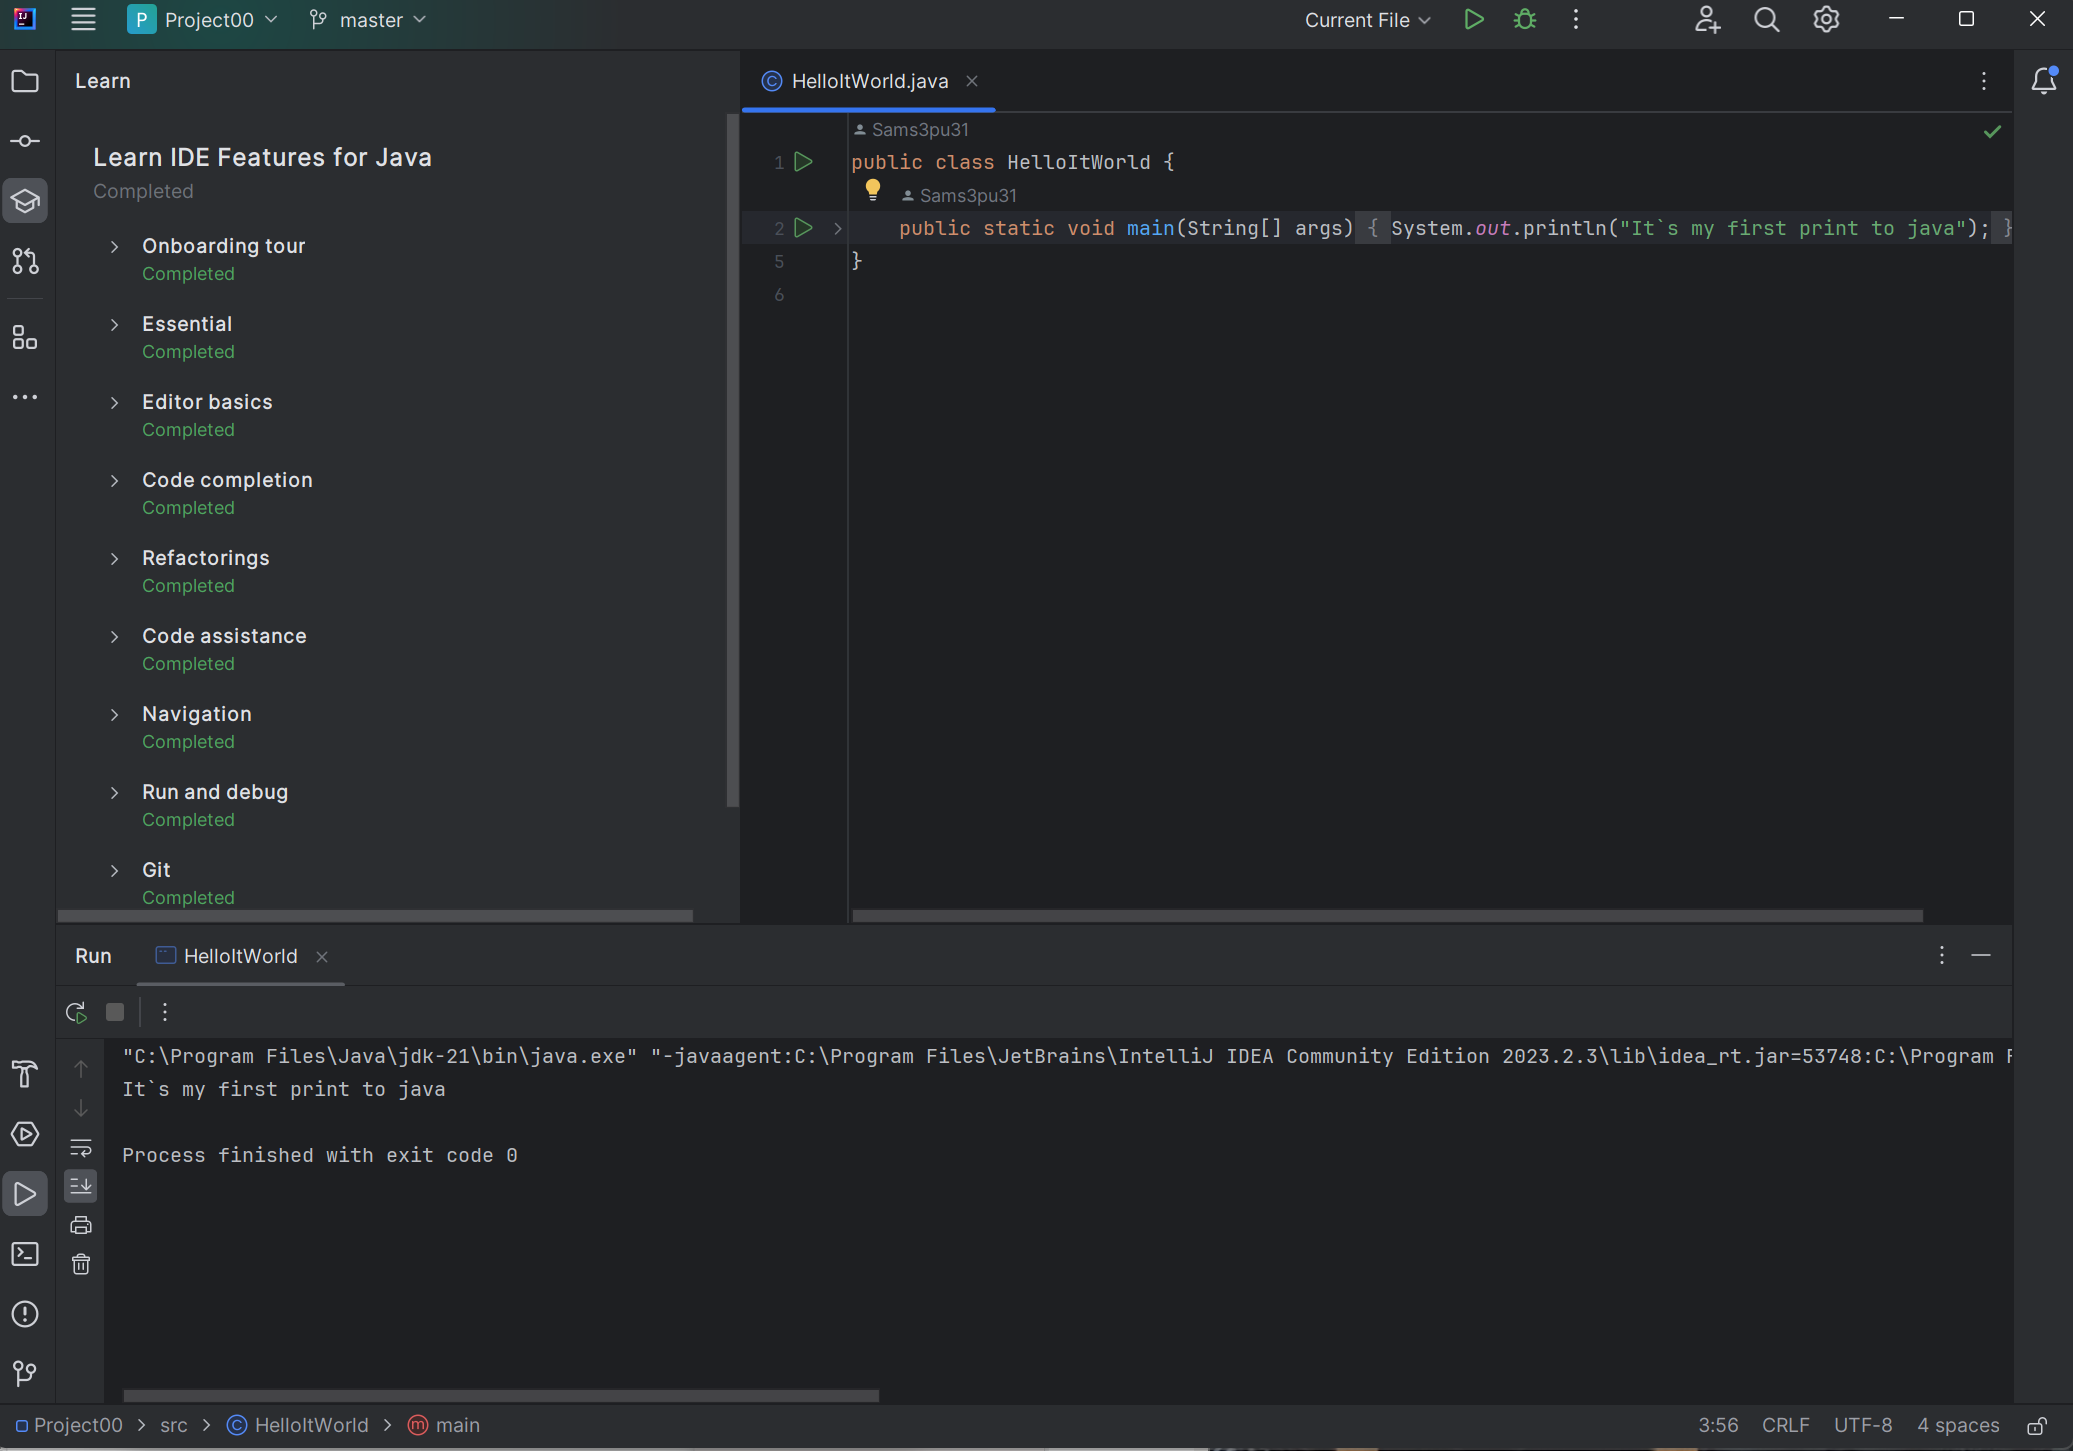 Project00 master Current File
Learn
HelloItWorld.java
Learn IDE Features for Java
Completed
Onboarding tour
Completed
Essential
Completed
Editor basics
Completed
Code completion
Completed
Refactorings
Completed
Code assistance
Completed
Navigation
Completed
Run and debug
Completed
Git
Completed
Sams3pu31
1 public class HelloItWorld {
Sams3pu31
2 public static void main(String[] args) { System.out.println("It`s my first print to java"); }
5 }
6
Run HelloItWorld
"C:\Program Files\Java\jdk-21\bin\java.exe" "-javaagent:C:\Program Files\JetBrains\IntelliJ IDEA Community Edition 2023.2.3\lib\idea_rt.jar=53748:C:\Program F
It`s my first print to java
Process finished with exit code 0
Project00 > src > HelloItWorld > main 3:56 CRLF UTF-8 4 spaces